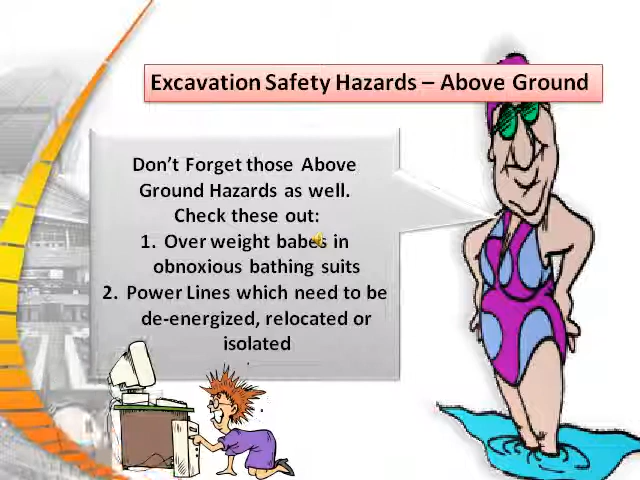 Excavation Safety Hazards – Above Ground
Don't Forget those Above
Ground Hazards as well.
Check these out:
1. Over weight babes in
obnoxious bathing suits
2. Power Lines which need to be
de-energized, relocated or
isolated
.